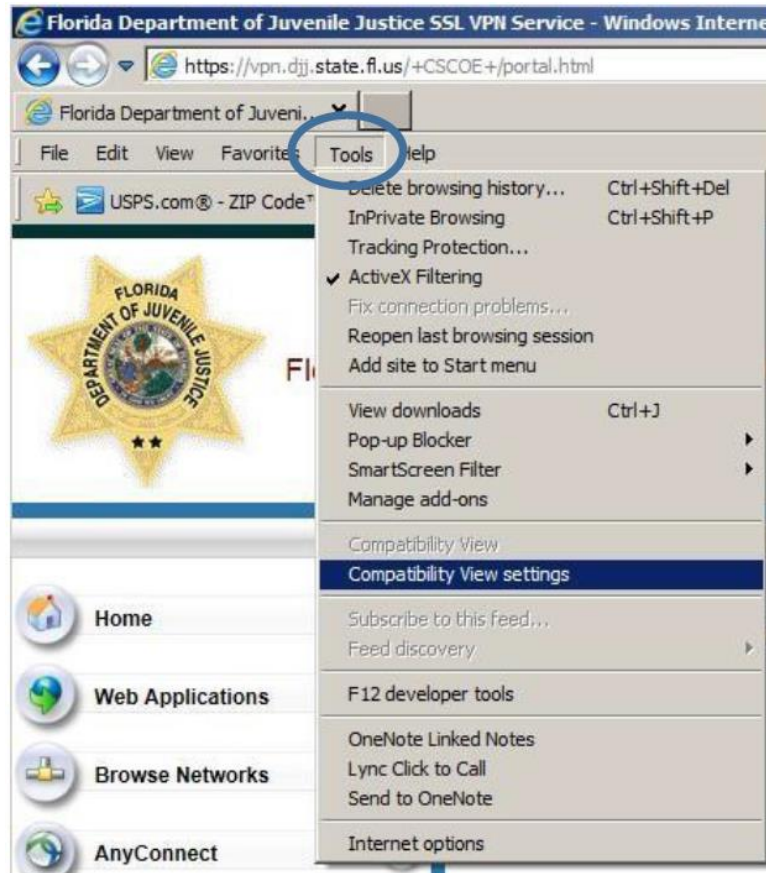 Florida Department of Juvenile Justice SSL VPN Service - Windows Interne
https://vpn.djj.state.fl.us/+CSCOE+/portal.html
Florida Department of Juveni...
File Edit View Favorites Tools Help
USPS.com® - ZIP Code
Delete browsing history... Ctrl+Shift+Del
InPrivate Browsing Ctrl+Shift+P
Tracking Protection...
ActiveX Filtering
Fix connection problems...
Reopen last browsing session
Add site to Start menu
View downloads Ctrl+J
Pop-up Blocker
SmartScreen Filter
Manage add-ons
Compatibility View
Compatibility View settings
Subscribe to this feed...
Feed discovery
F12 developer tools
OneNote Linked Notes
Lync Click to Call
Send to OneNote
Internet options
FLORIDA
DEPARTMENT OF JUVENILE JUSTICE
Fl
Home
Web Applications
Browse Networks
AnyConnect